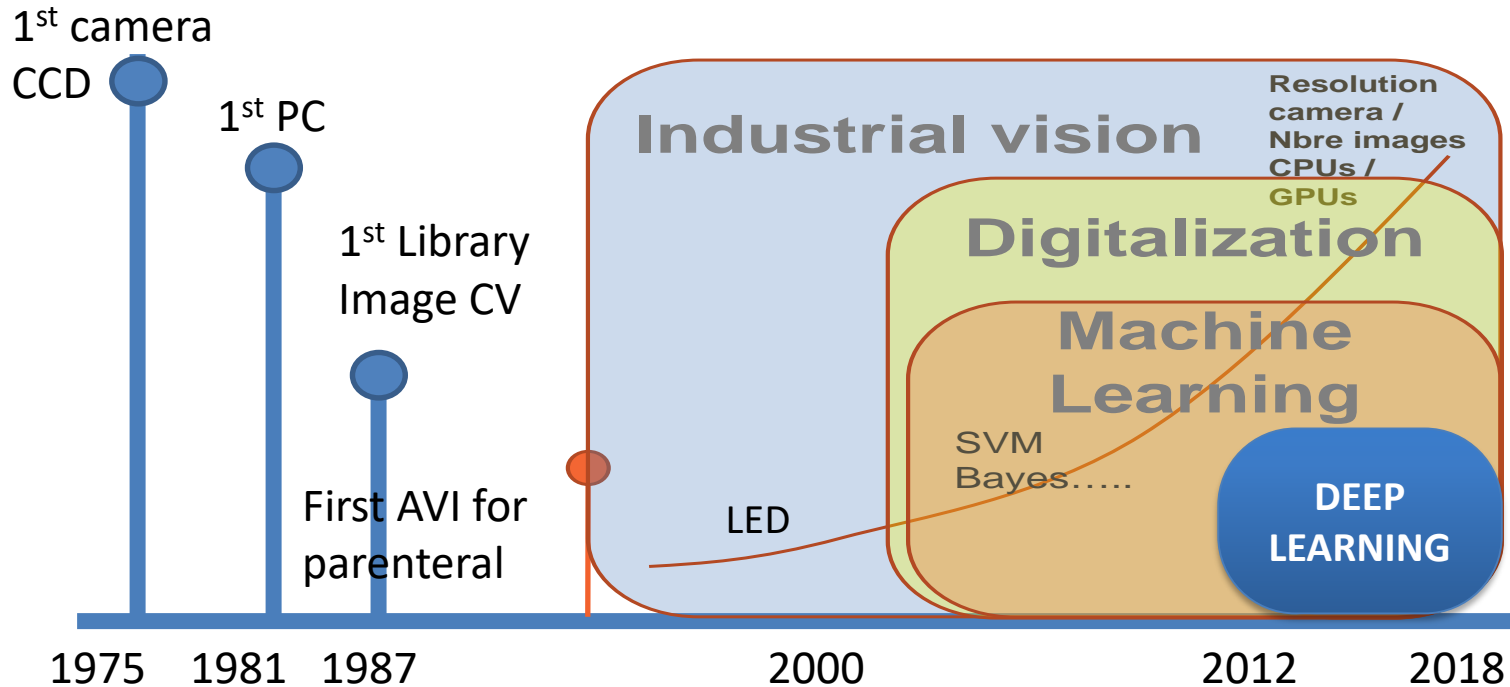 1st camera
CCD
1st PC
1st Library
Image CV
First AVI for
parenteral
Industrial vision
Resolution
camera /
Nbre images
CPUs /
GPUs
Digitalization
Machine
Learning
SVM
Bayes.....
LED
DEEP
LEARNING
1975 1981 1987 2000 2012 2018